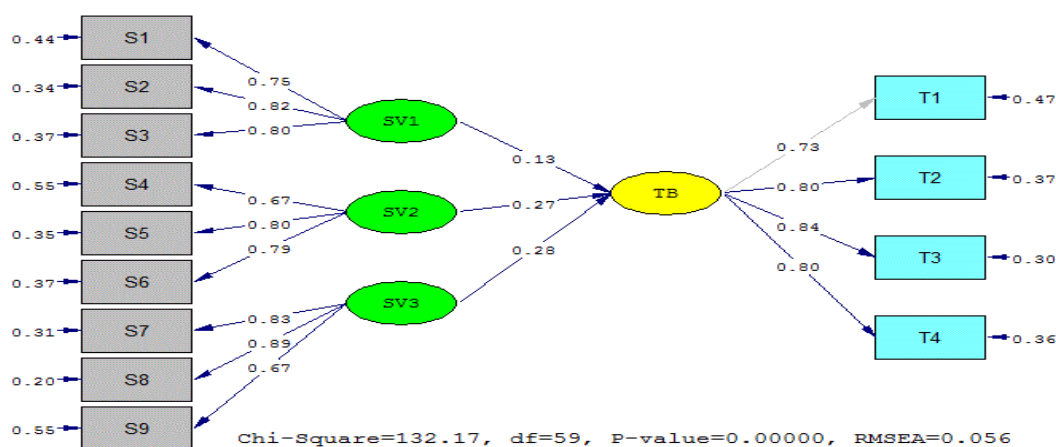 0.44 S1
0.75
0.34 S2
0.82
0.37 S3
0.80
SV1
0.55 S4
0.67
0.35 S5
0.80
SV2
0.37 S6
0.79
0.31 S7
0.83
SV3
0.20 S8
0.89
0.55 S9
0.67
0.13
0.27
0.28
TB
0.73
T1 0.47
0.80
T2 0.37
0.84
T3 0.30
0.80
T4 0.36
Chi-Square=132.17, df=59, P-value=0.00000, RMSEA=0.056